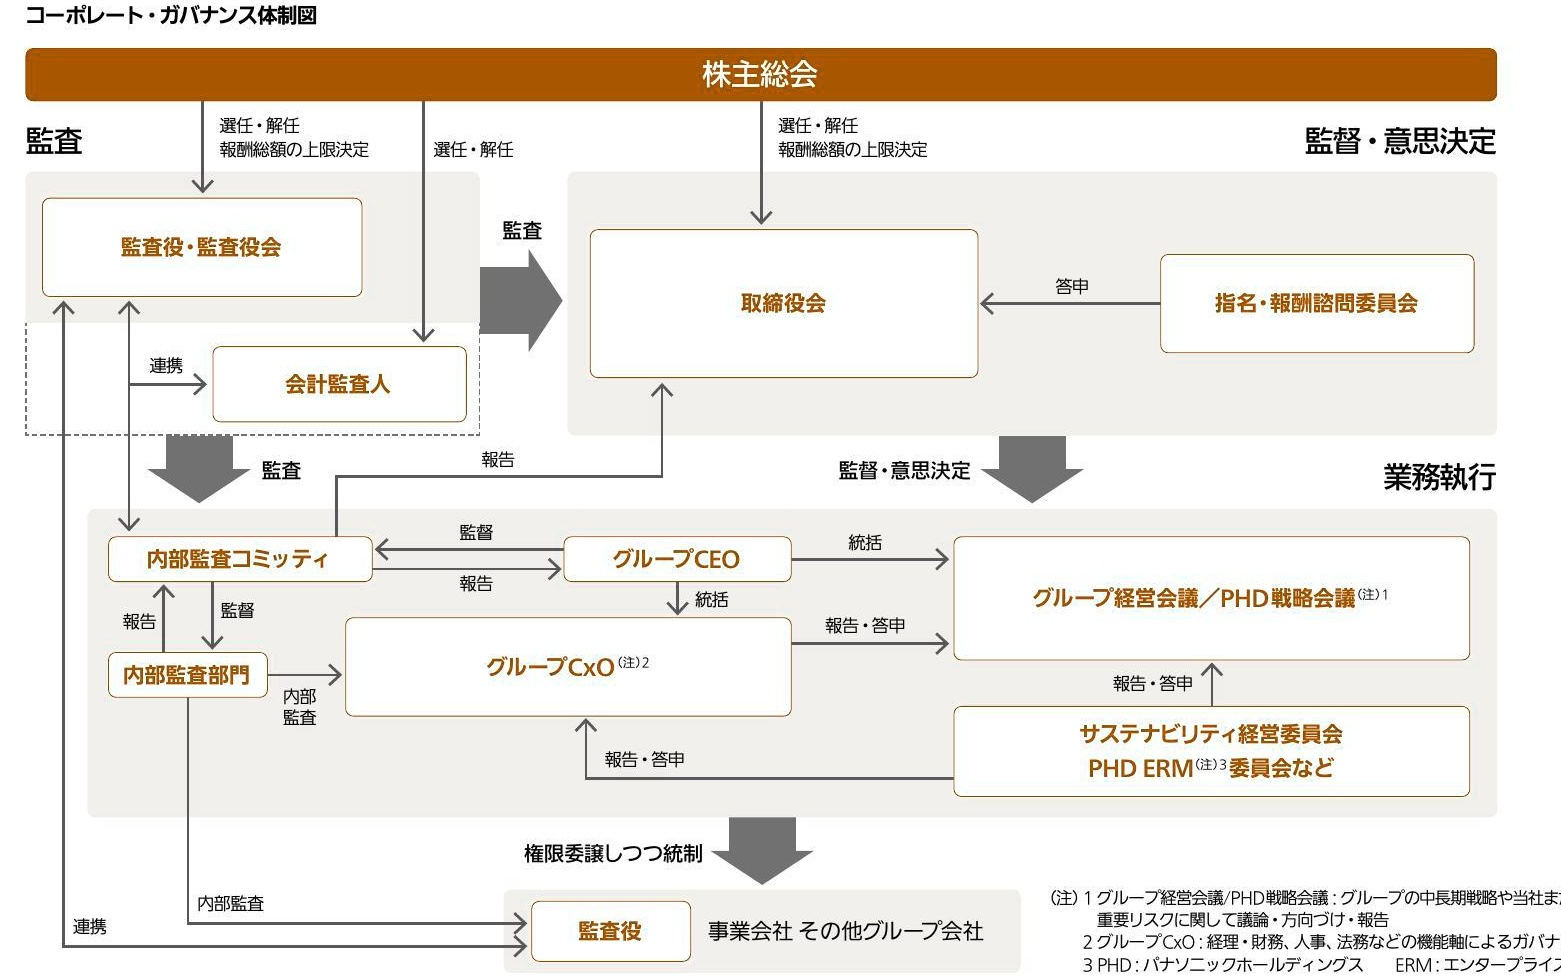 コーポレート・ガバナンス体制図
株主総会
監査
選任・解任
報酬総額の上限決定
選任・解任
選任・解任
報酬総額の上限決定
監督・意思決定
監査役・監査役会
監査
取締役会
答申
指名・報酬諮問委員会
連携
会計監査人
監査
報告
監督・意思決定
業務執行
内部監査コミッティ
監督
報告
グループCEO
統括
統括
グループ経営会議／PHD戦略会議(注)1
報告
監督
内部監査部門
内部
監査
グループCxO(注)2
報告・答申
報告・答申
報告・答申
サステナビリティ経営委員会
PHD ERM(注)3委員会など
権限委譲しつつ統制
内部監査
連携
監査役
事業会社 その他グループ会社
(注) 1 グループ経営会議/PHD戦略会議：グループの中長期戦略や当社ま
重要リスクに関して議論・方向づけ・報告
2 グループCxO：経理・財務、人事、法務などの機能軸によるガバナ
3 PHD：パナソニックホールディングス ERM：エンタープライズ